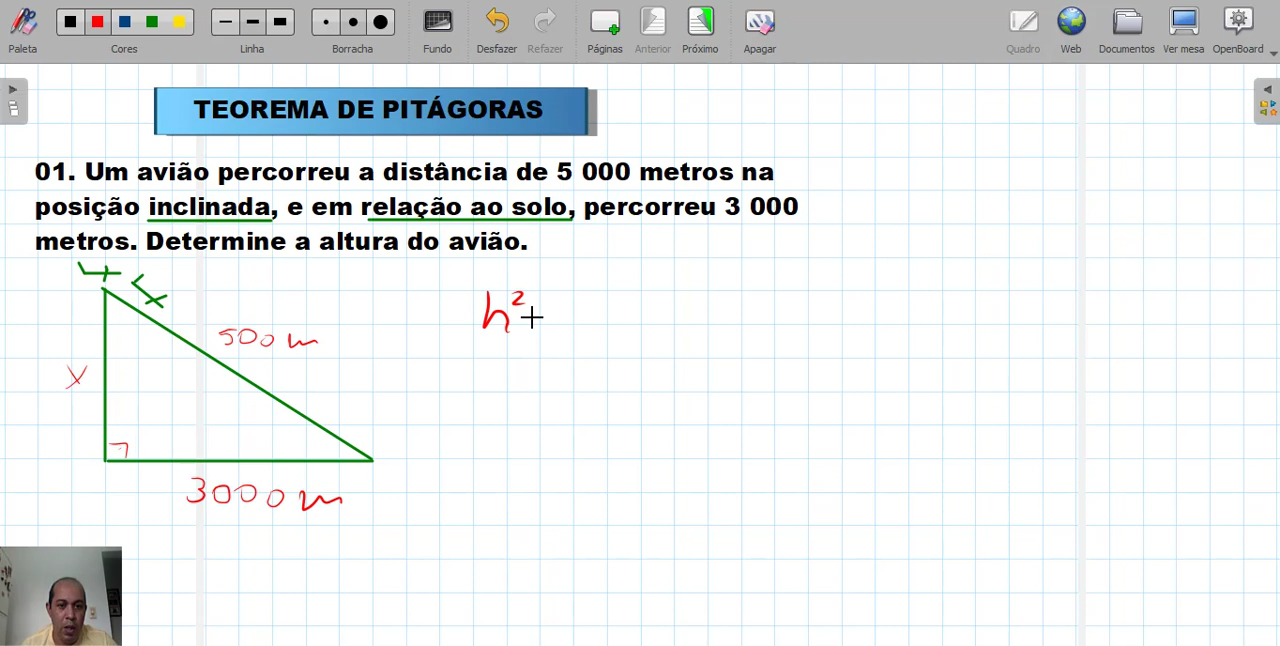 Paleta Cores Linha Borracha Fundo Desfazer Refazer Páginas Anterior Próximo Apagar Quadro Web Documentos Ver mesa OpenBoard
TEOREMA DE PITÁGORAS
01. Um avião percorreu a distância de 5 000 metros na
posição inclinada, e em relação ao solo, percorreu 3 000
metros. Determine a altura do avião.
h²
500 m
x
3000 m